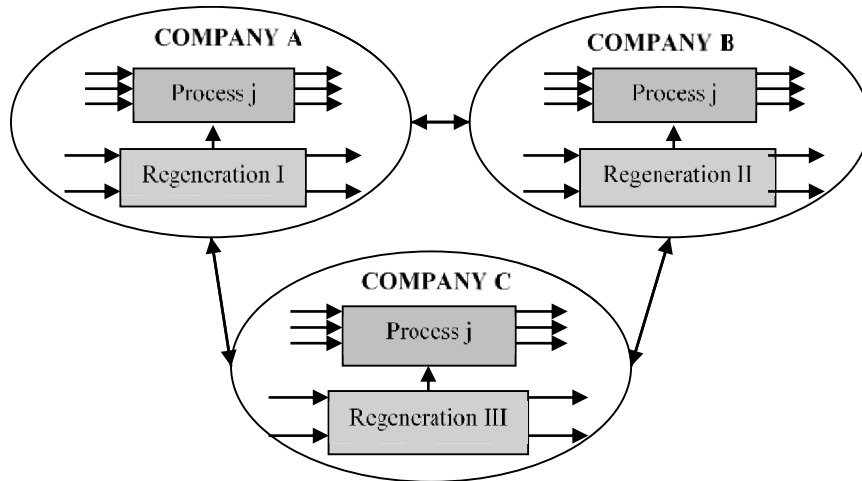 COMPANY A
Process j
Regeneration I
COMPANY B
Process j
Regeneration II
COMPANY C
Process j
Regeneration III